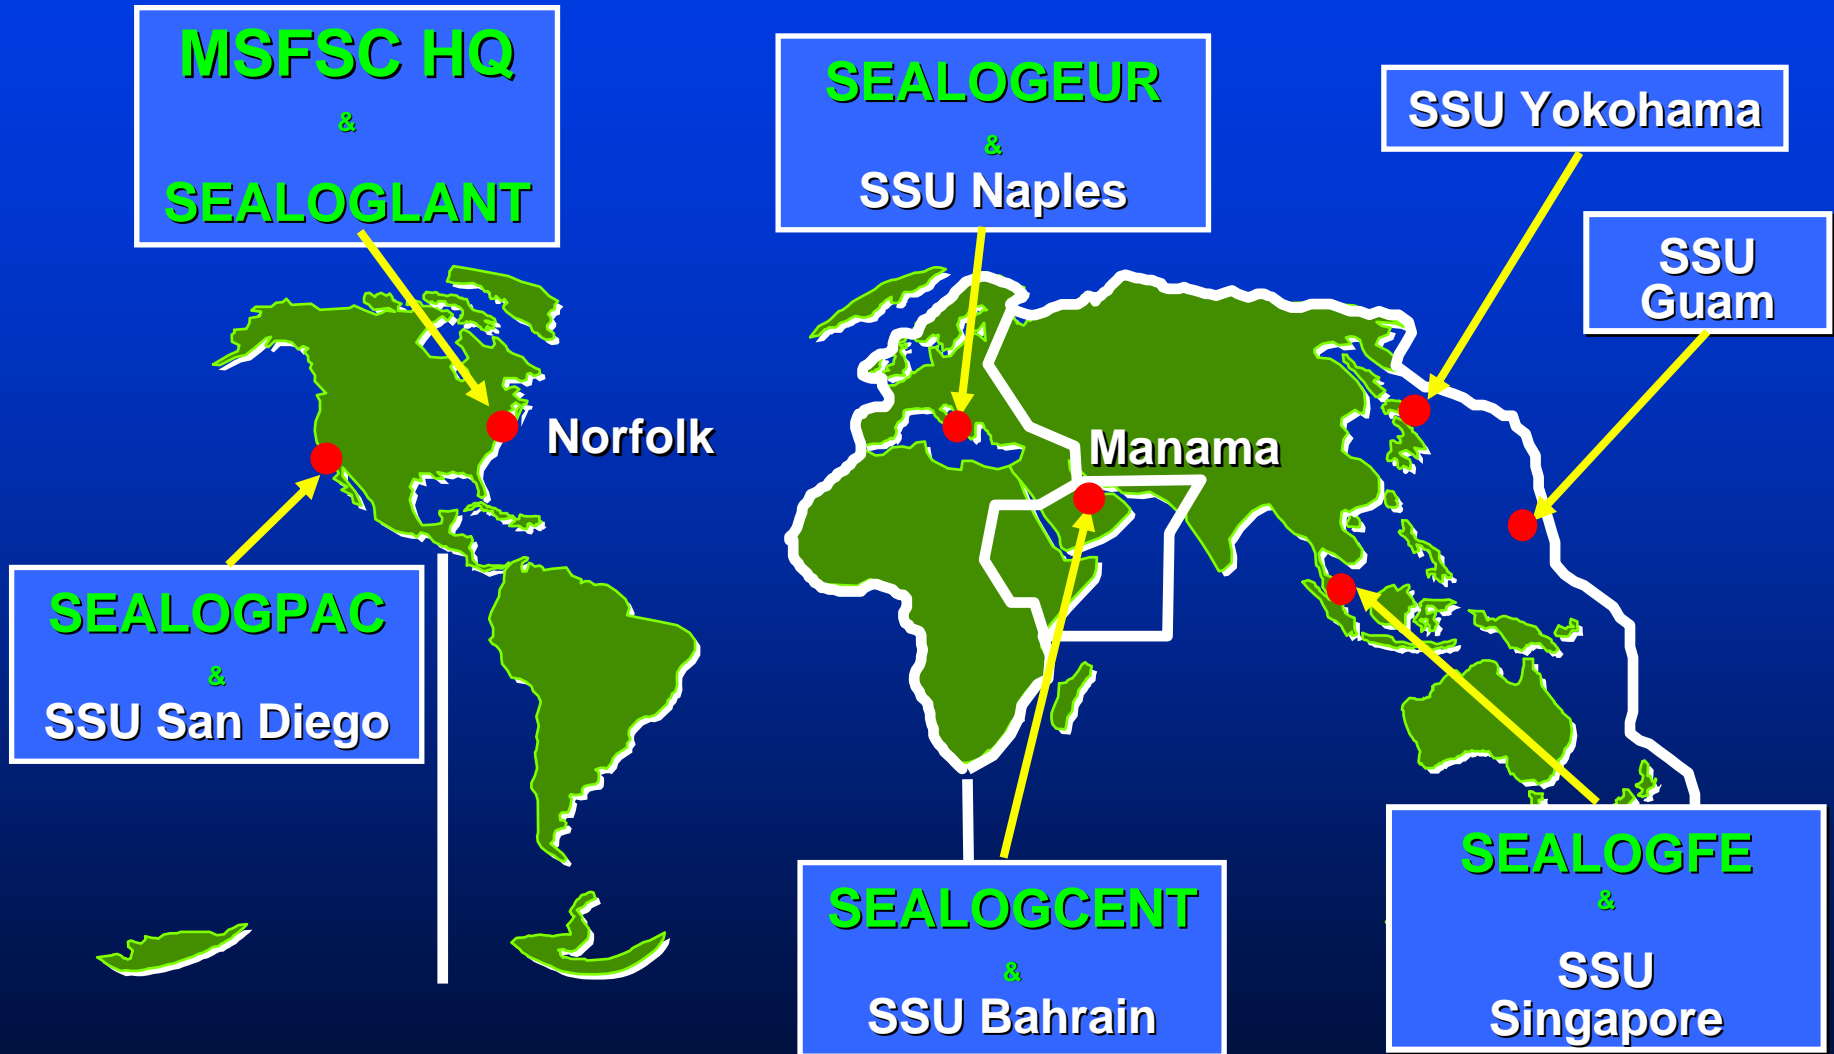 MSFSC HQ
&
SEALOGLANT
SEALOGEUR
&
SSU Naples
SSU Yokohama
SSU
Guam
Norfolk
Manama
SEALOGPAC
&
SSU San Diego
SEALOGCENT
&
SSU Bahrain
SEALOGFE
&
SSU
Singapore